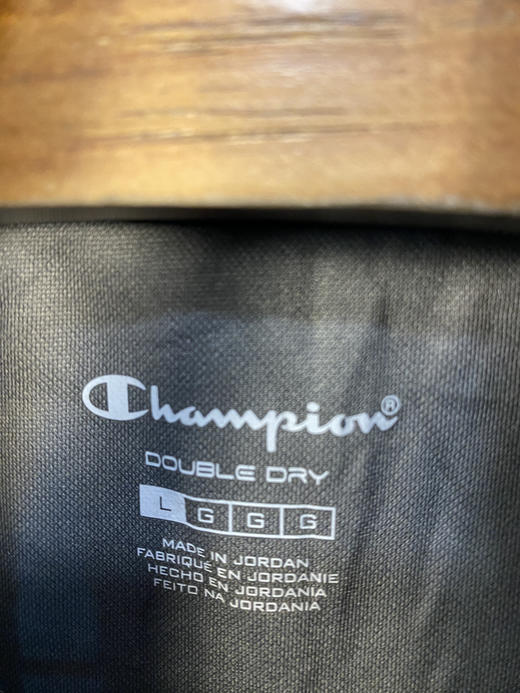 Champion®
DOUBLE DRY
L G G G
MADE IN JORDAN
FABRIQUÉ EN JORDANIE
HECHO EN JORDANIA
FEITO NA JORDANIA